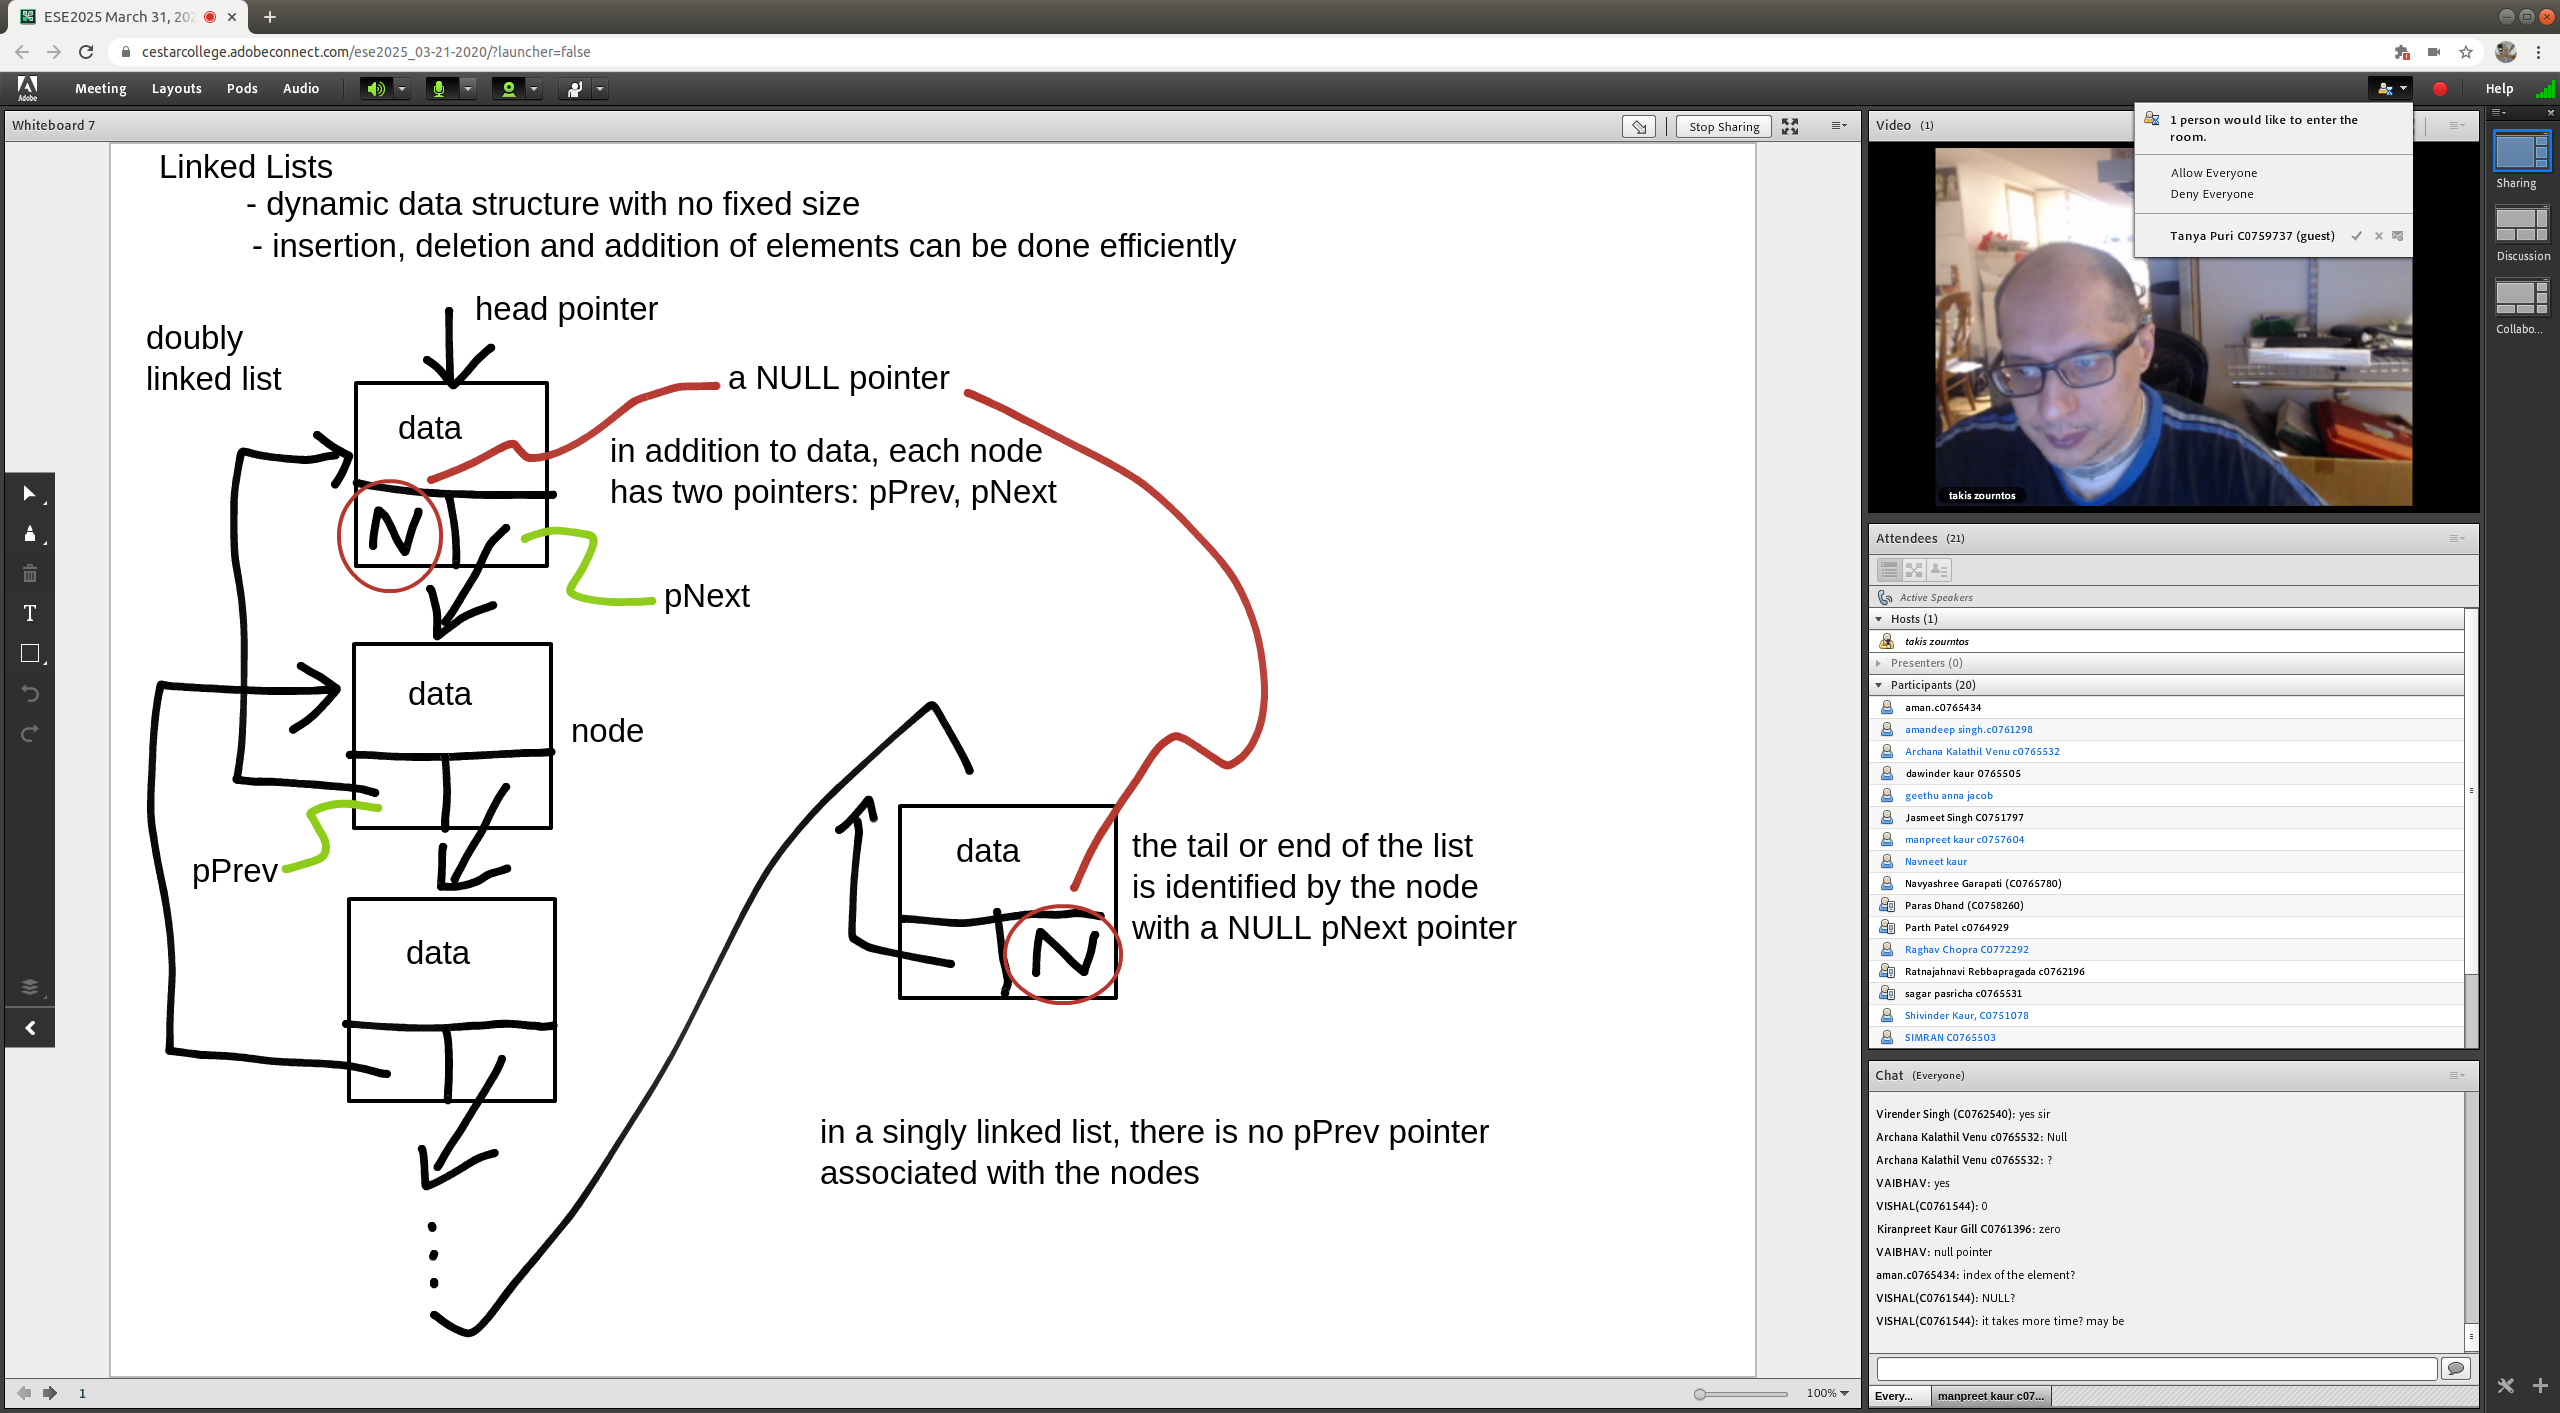 ESE2025 March 31, 202
cestarcollege.adobeconnect.com/ese2025_03-21-2020/?launcher=false
Adobe
Meeting
Layouts
Pods
Audio
Help
Whiteboard 7
Stop Sharing
Linked Lists
- dynamic data structure with no fixed size
- insertion, deletion and addition of elements can be done efficiently
head pointer
doubly
linked list
a NULL pointer
data
in addition to data, each node
has two pointers: pPrev, pNext
N
pNext
data
node
pPrev
data
data
the tail or end of the list
is identified by the node
with a NULL pNext pointer
N
in a singly linked list, there is no pPrev pointer
associated with the nodes
1
100%
Video (1)
1 person would like to enter the
room.
Allow Everyone
Deny Everyone
Tanya Puri C0759737 (guest)
takis zourntos
Sharing
Discussion
Collabo...
Attendees (21)
Active Speakers
Hosts (1)
takis zourntos
Presenters (0)
Participants (20)
aman.c0765434
amandeep singh.c0761298
Archana Kalathil Venu c0765532
dawinder kaur 0765505
geethu anna jacob
Jasmeet Singh C0751797
manpreet kaur c0757604
Navneet kaur
Navyashree Garapati (C0765780)
Paras Dhand (C0758260)
Parth Patel c0764929
Raghav Chopra C0772292
Ratnajahnavi Rebbapragada c0762196
sagar pasricha c0765531
Shivinder Kaur, C0751078
SIMRAN C0765503
Chat (Everyone)
Virender Singh (C0762540): yes sir
Archana Kalathil Venu c0765532: Null
Archana Kalathil Venu c0765532: ?
VAIBHAV: yes
VISHAL(C0761544): 0
Kiranpreet Kaur Gill C0761396: zero
VAIBHAV: null pointer
aman.c0765434: index of the element?
VISHAL(C0761544): NULL?
VISHAL(C0761544): it takes more time? may be
Every...
manpreet kaur c07...